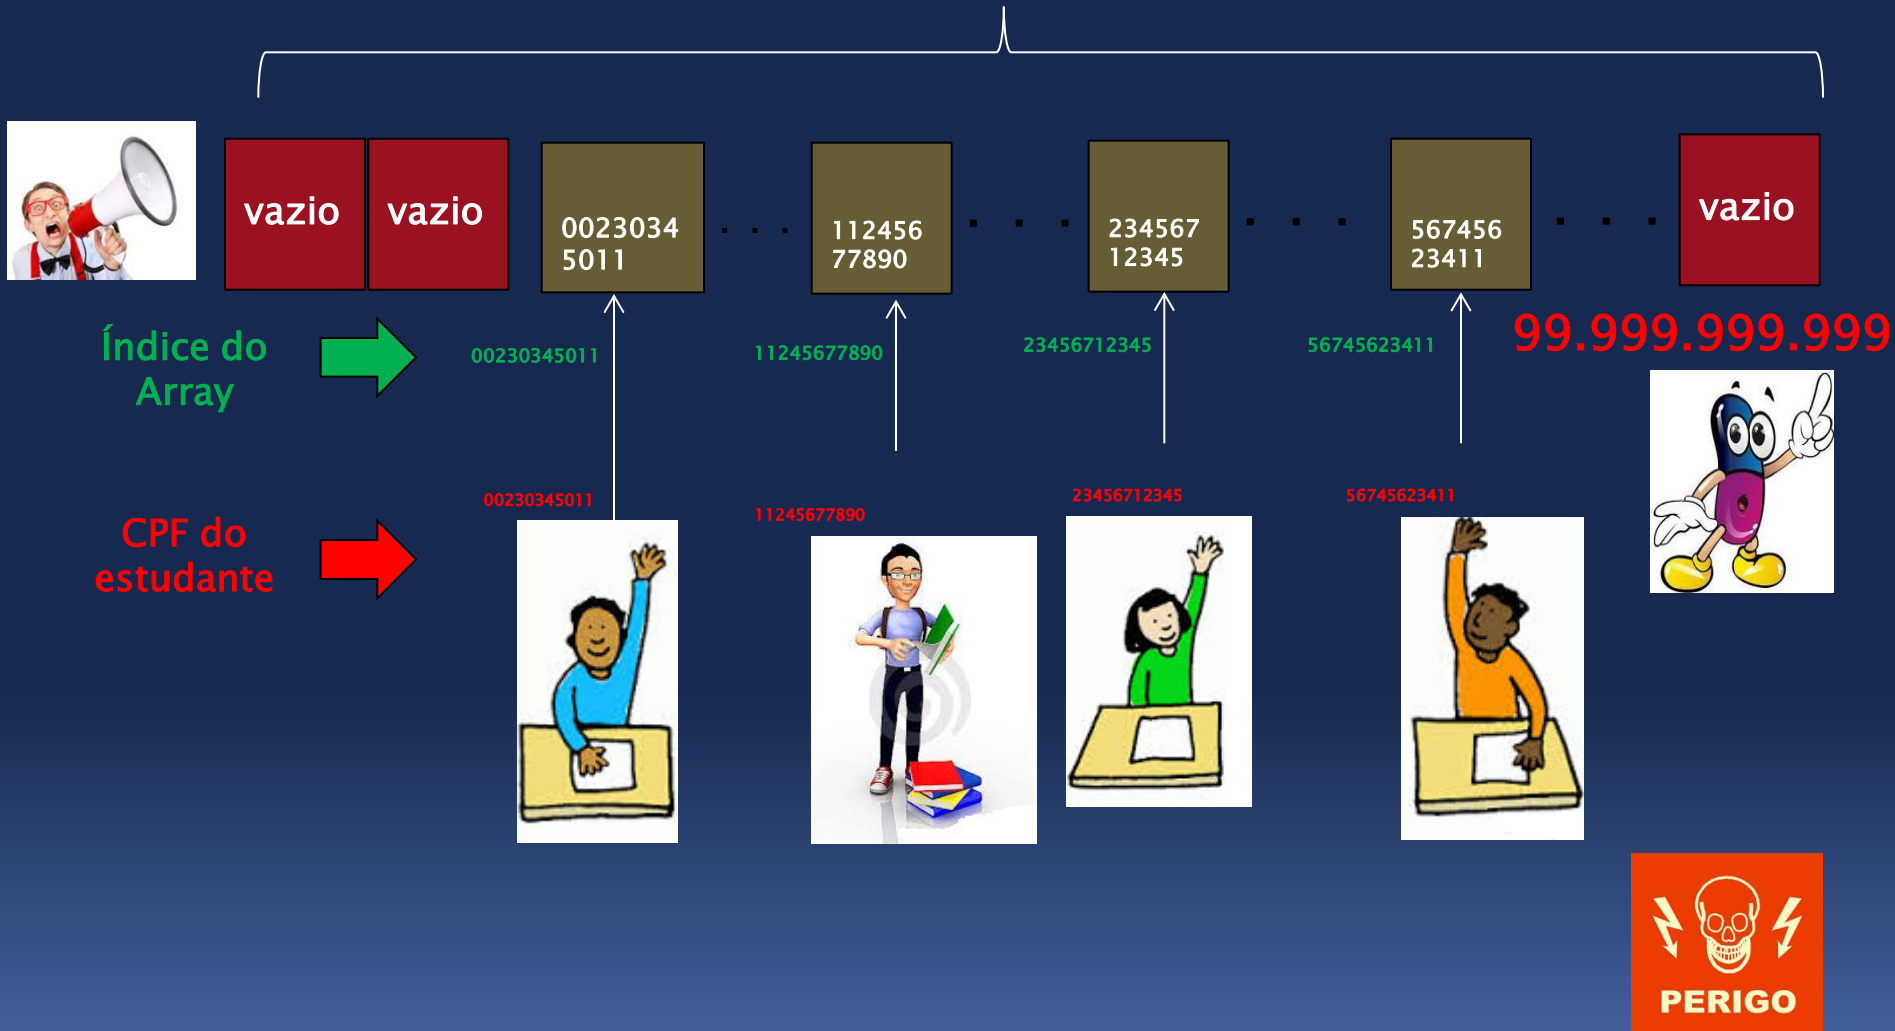 vazio
vazio
0023034
5011
112456
77890
234567
12345
567456
23411
vazio
Índice do
Array
00230345011
11245677890
23456712345
56745623411
99.999.999.999
CPF do
estudante
00230345011
11245677890
23456712345
56745623411
PERIGO